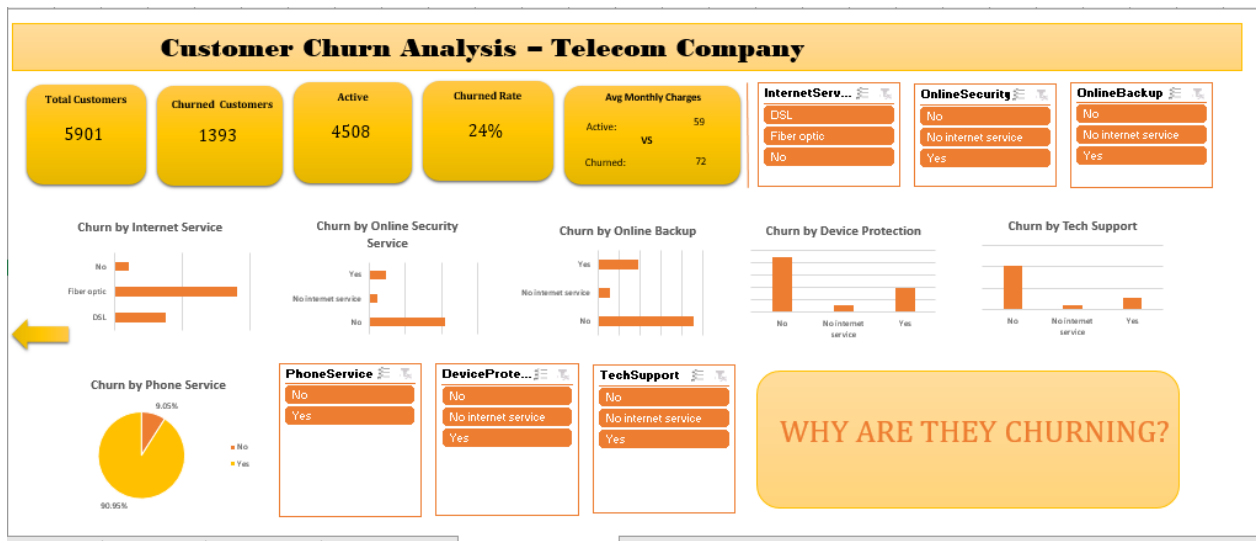 Customer Churn Analysis – Telecom Company
Total Customers
5901
Churned Customers
1393
Active
4508
Churned Rate
24%
Avg Monthly Charges
Active: 59
VS
Churned: 72
InternetServ...
DSL
Fiber optic
No
OnlineSecurity
No
No internet service
Yes
OnlineBackup
No
No internet service
Yes
Churn by Internet Service
No
Fiber optic
DSL
Churn by Online Security
Service
Yes
No internet service
No
Churn by Online Backup
Yes
No internet service
No
Churn by Device Protection
No
No internet
service
Yes
Churn by Tech Support
No
No internet
service
Yes
Churn by Phone Service
9.05%
90.95%
No
Yes
PhoneService
No
Yes
DeviceProte...
No
No internet service
Yes
TechSupport
No
No internet service
Yes
WHY ARE THEY CHURNING?